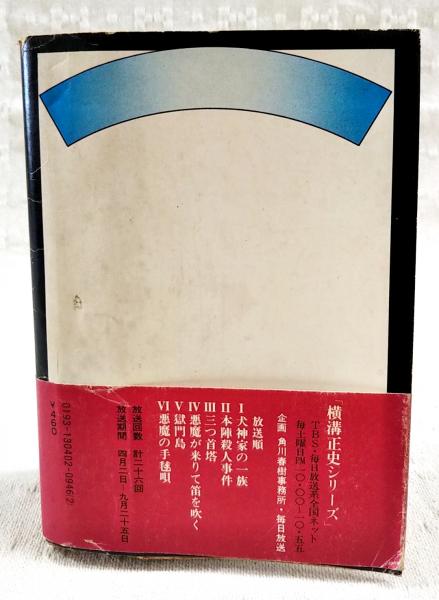 「横溝正史シリーズ」
TBS・毎日放送系全国ネット
毎土曜日PM一〇・〇〇〜一〇・五五
企画 角川春樹事務所・毎日放送
放送順
Ⅰ犬神家の一族
Ⅱ本陣殺人事件
Ⅲ三つ首塔
Ⅳ悪魔が来りて笛を吹く
Ⅴ獄門島
Ⅵ悪魔の手毬唄
放送回数 計二十六回
放送期間 四月二日―九月二十五日
0193-130402-0946(2)
¥460